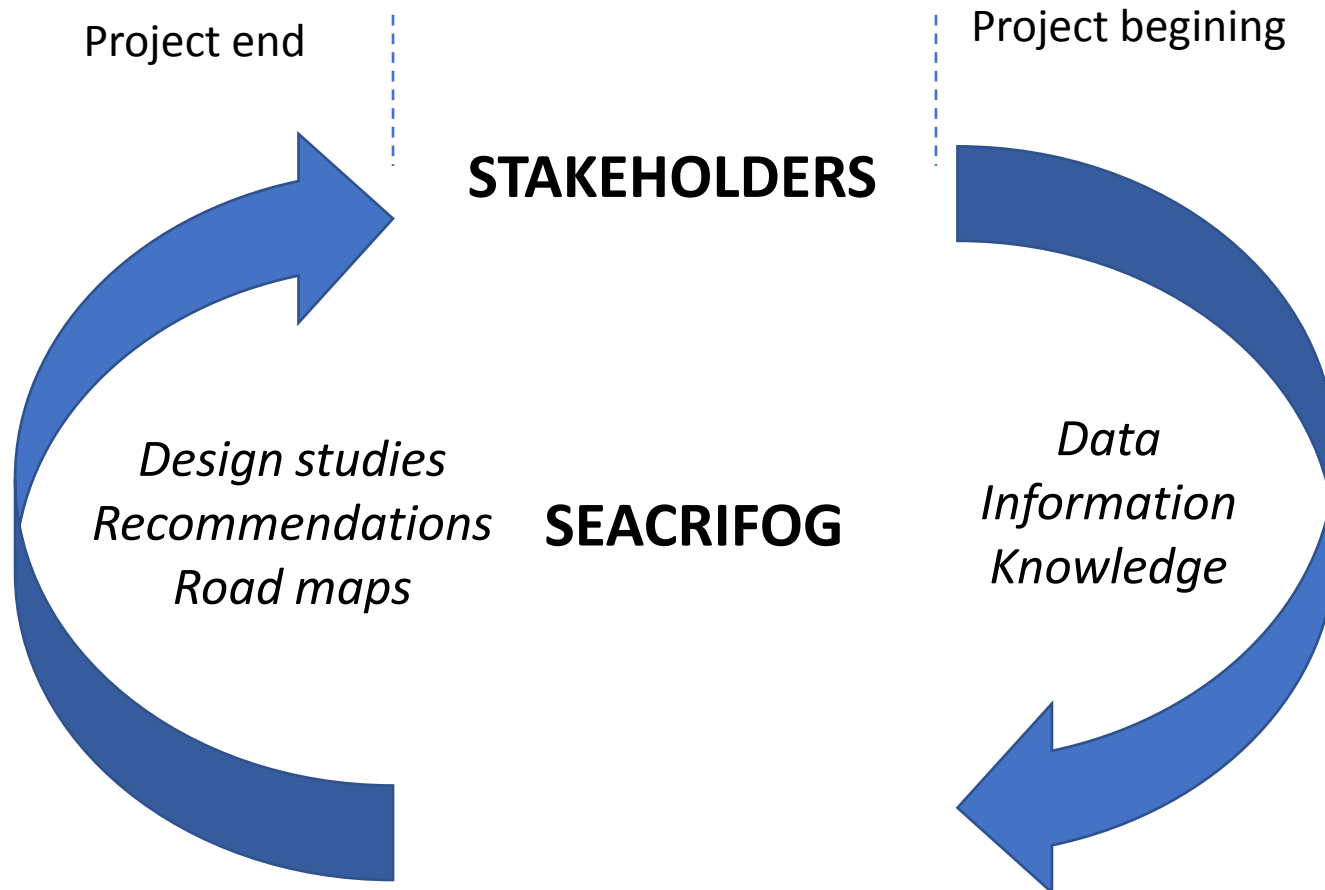 Project end
Project begining
STAKEHOLDERS
Design studies
Recommendations
Road maps
SEACRIFOG
Data
Information
Knowledge